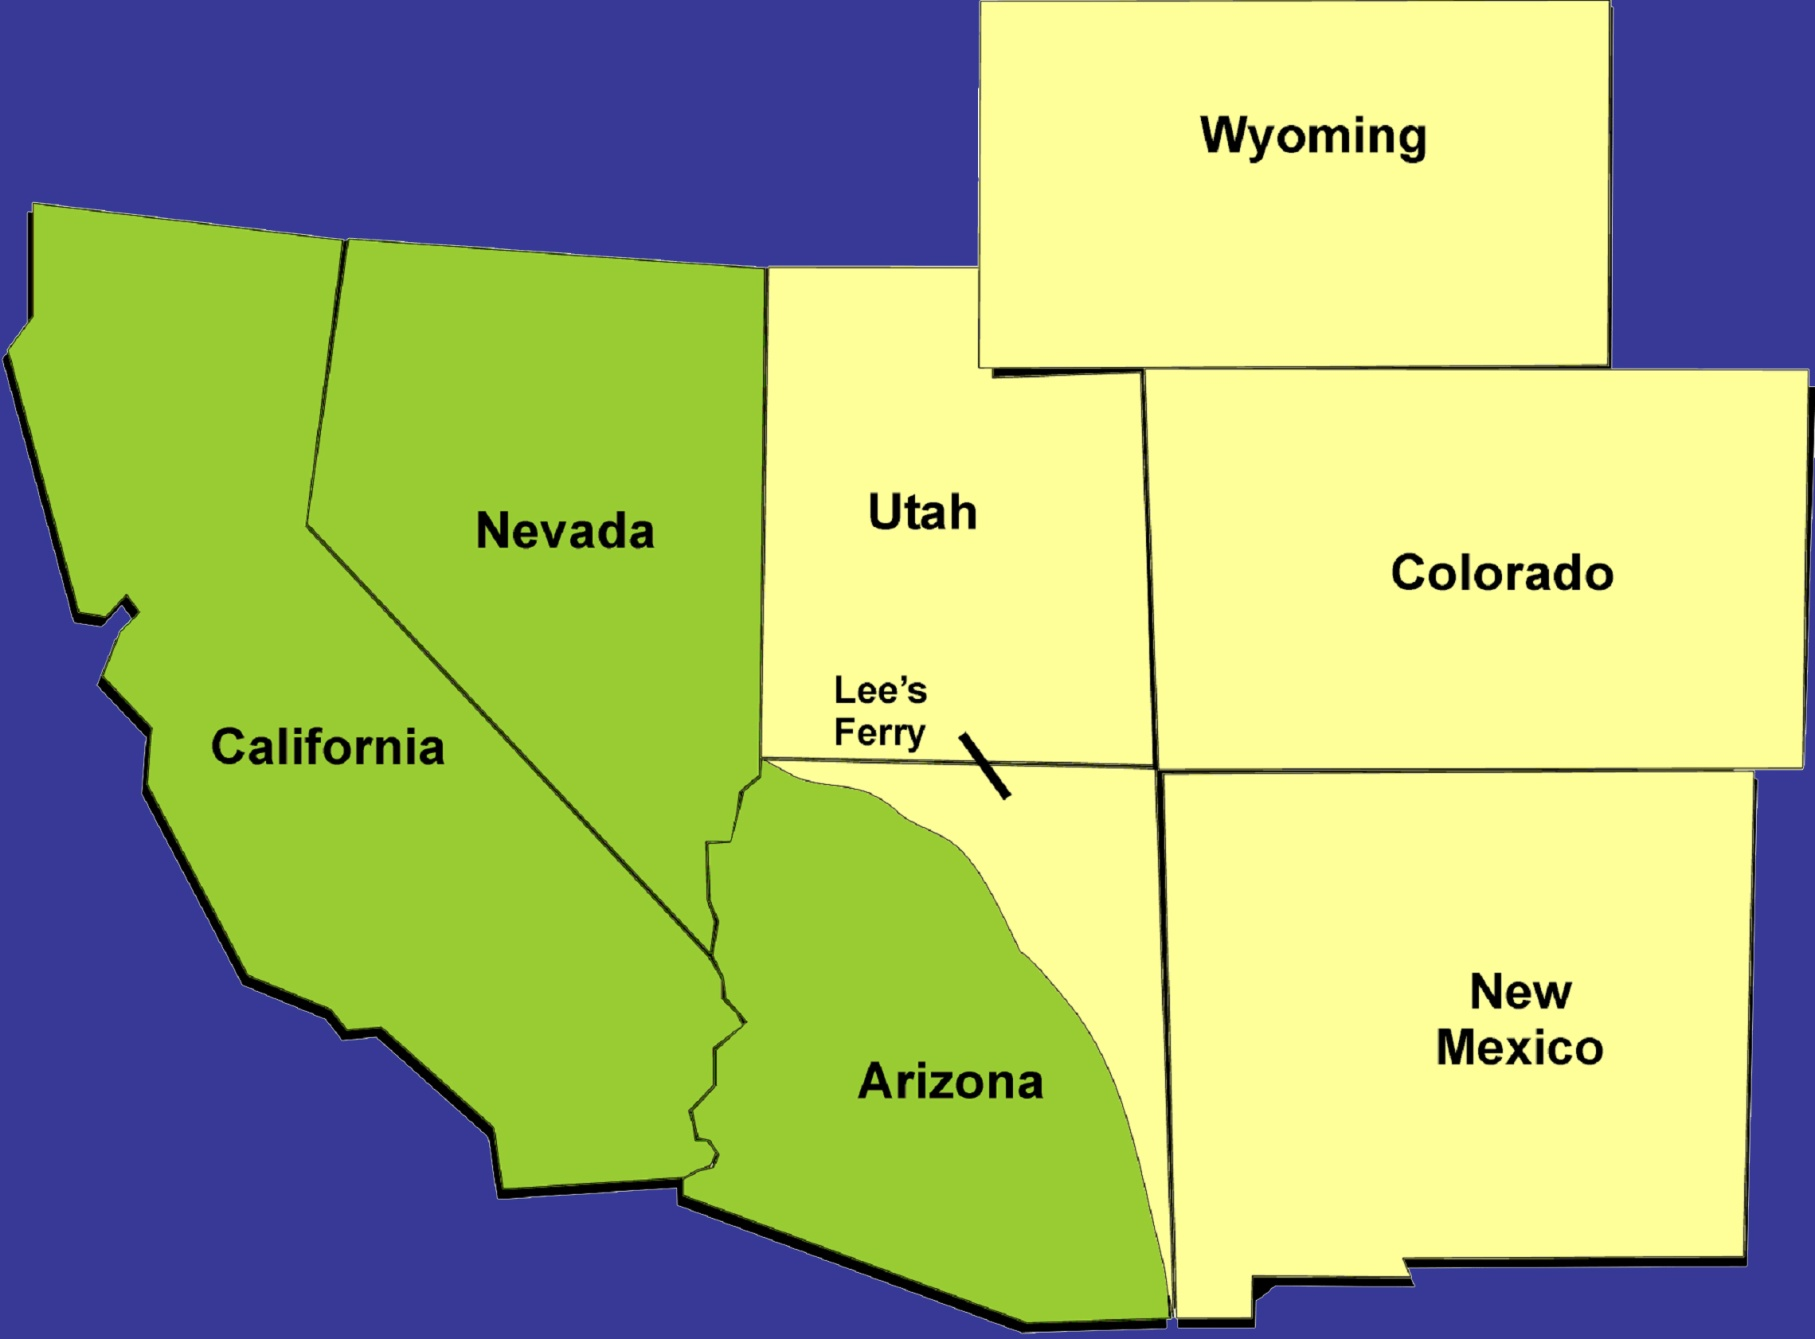 Wyoming
Nevada
Utah
Colorado
Lee’s
Ferry
California
New
Mexico
Arizona